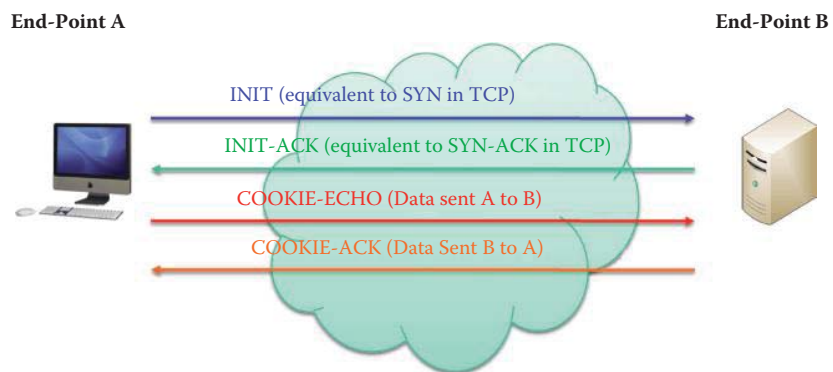 End-Point A
End-Point B
INIT (equivalent to SYN in TCP)
INIT-ACK (equivalent to SYN-ACK in TCP)
COOKIE-ECHO (Data sent A to B)
COOKIE-ACK (Data Sent B to A)